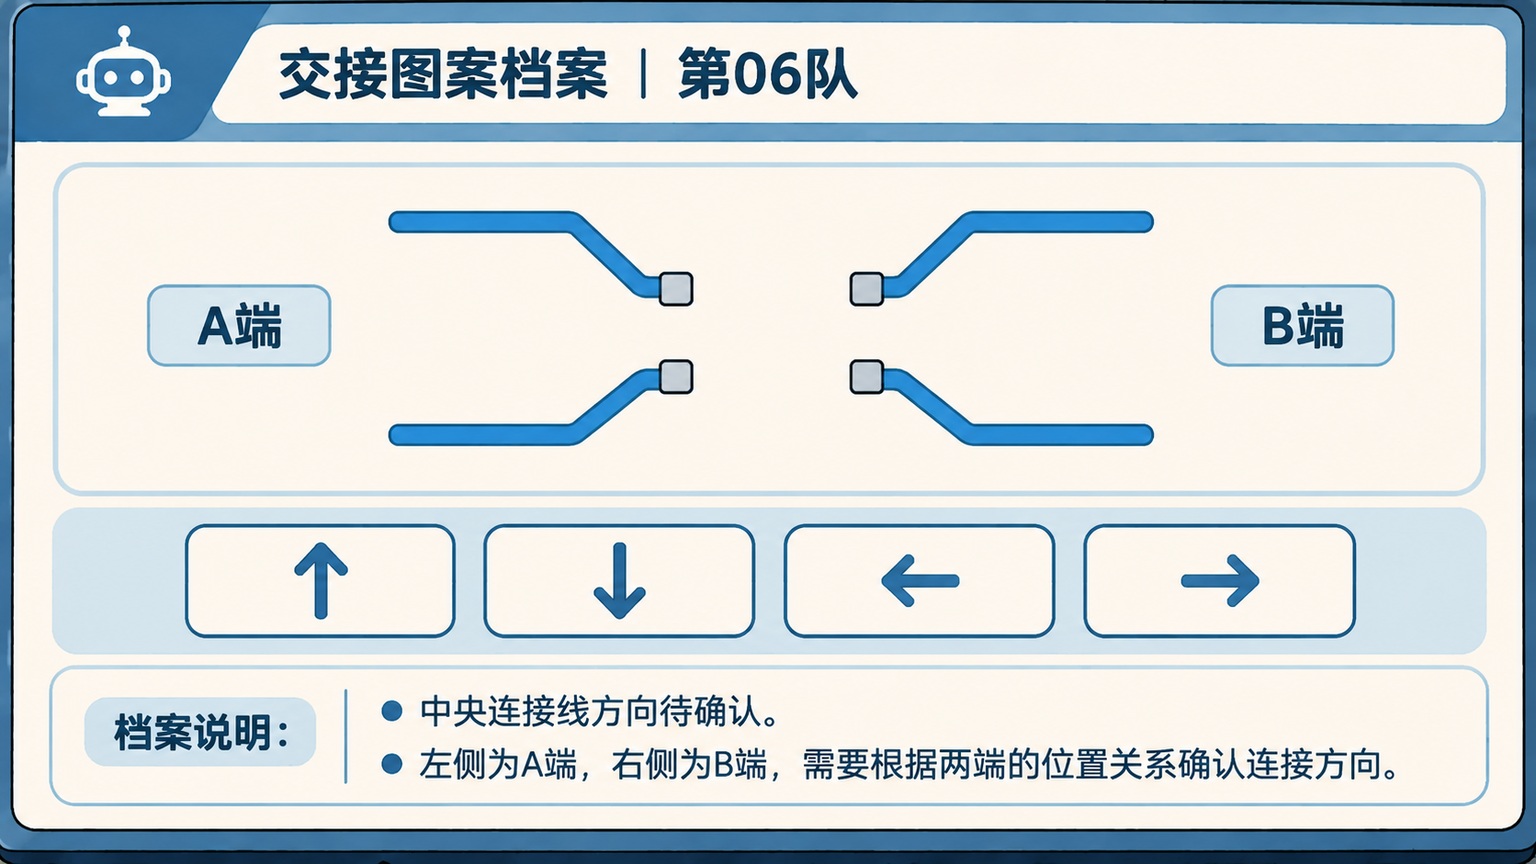 交接图案档案｜第06队
A端
B端
档案说明：
中央连接线方向待确认。
左侧为A端，右侧为B端，需要根据两端的位置关系确认连接方向。